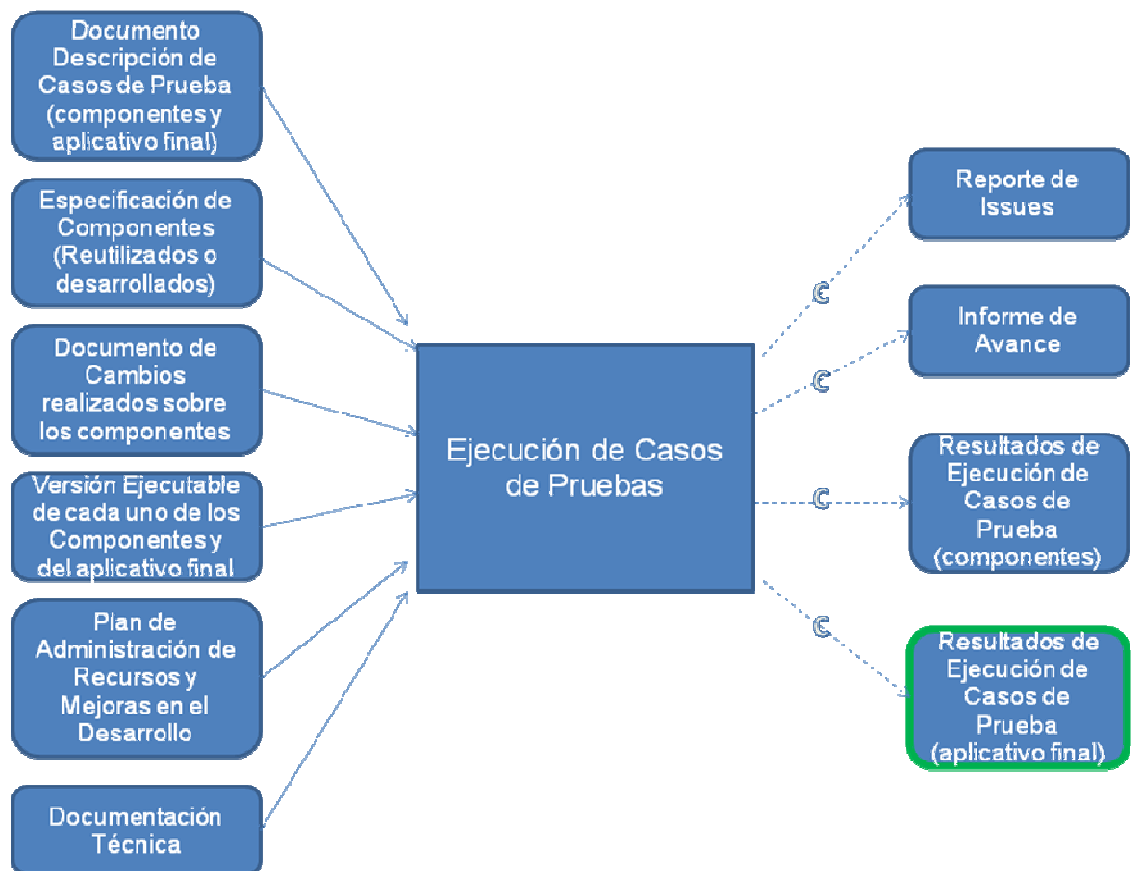 Documento
Descripción de
Casos de Prueba
(componentes y
aplicativo final)
Especificación de
Componentes
(Reutilizados o
desarrollados)
Documento de
Cambios
realizados sobre
los componentes
Versión Ejecutable
de cada uno de los
Componentes y
del aplicativo final
Plan de
Administración de
Recursos y
Mejoras en el
Desarrollo
Documentación
Técnica
Ejecución de Casos
de Pruebas
C
C
C
C
Reporte de
Issues
Informe de
Avance
Resultados de
Ejecución de
Casos de
Prueba
(componentes)
Resultados de
Ejecución de
Casos de
Prueba
(aplicativo final)